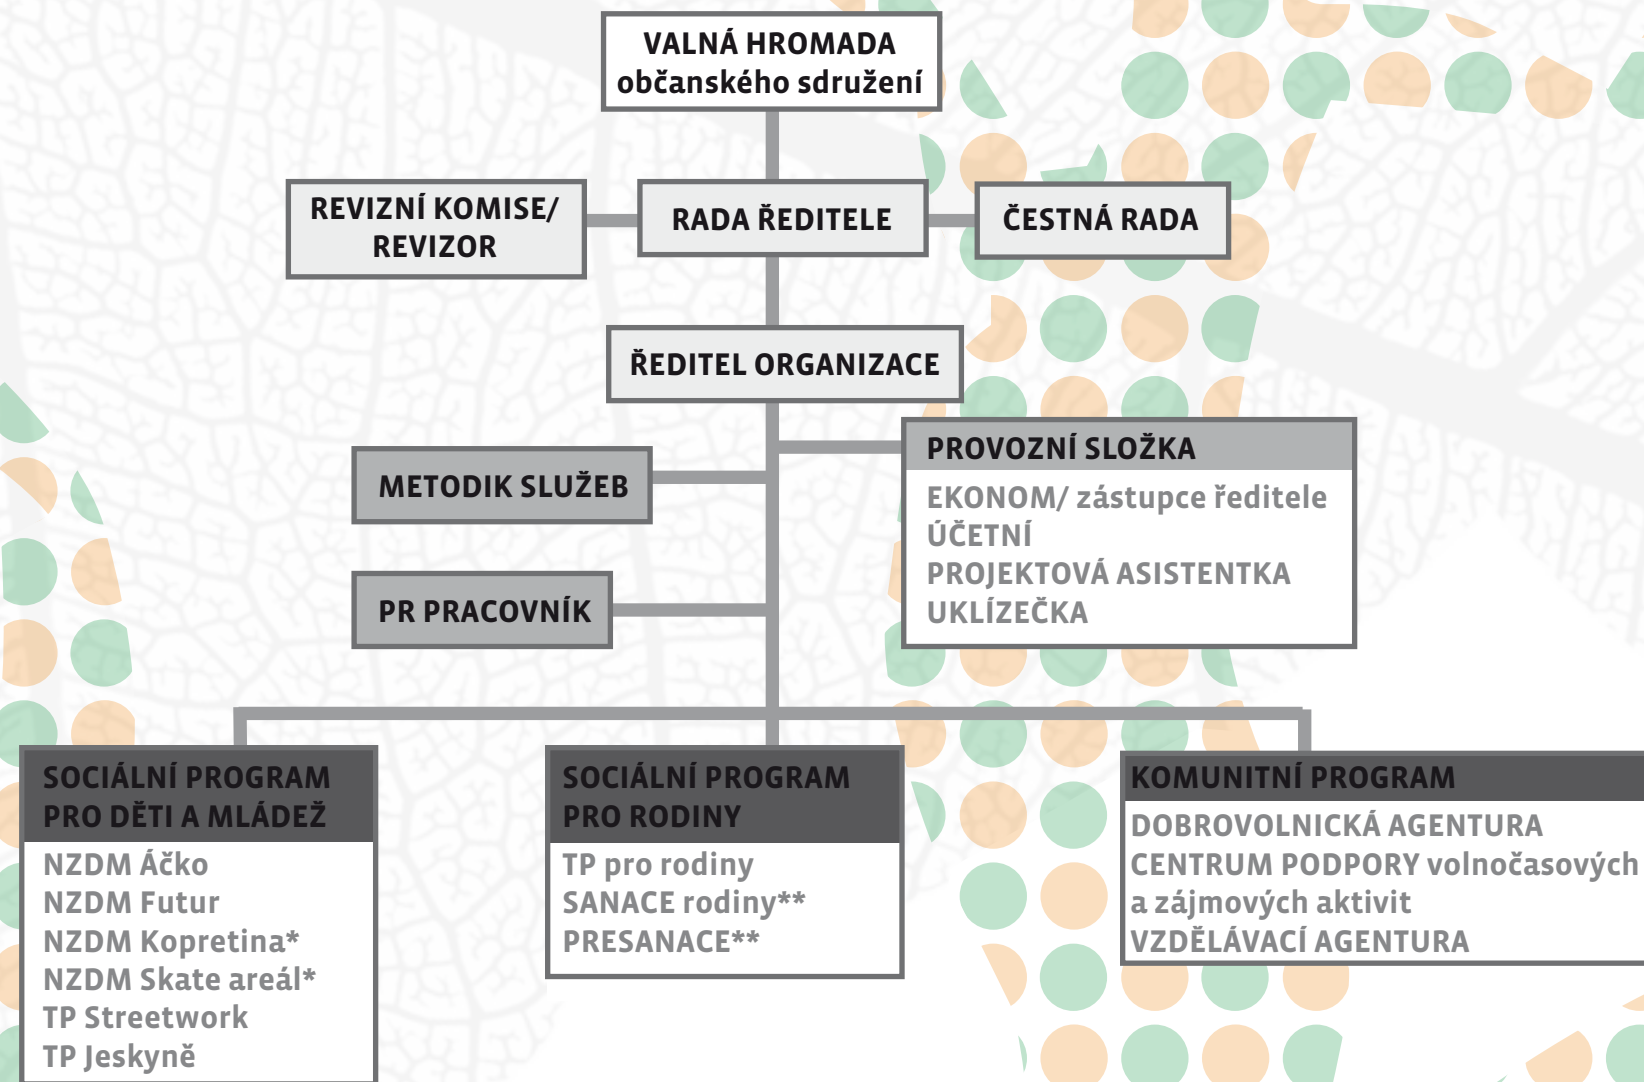 VALNÁ HROMADA
občanského sdružení
REVIZNÍ KOMISE/
REVIZOR
RADA ŘEDITELE
ČESTNÁ RADA
ŘEDITEL ORGANIZACE
METODIK SLUŽEB
PR PRACOVNÍK
PROVOZNÍ SLOŽKA
EKONOM/ zástupce ředitele
ÚČETNÍ
PROJEKTOVÁ ASISTENTKA
UKLÍZEČKA
SOCIÁLNÍ PROGRAM
PRO DĚTI A MLÁDEŽ
NZDM Áčko
NZDM Futur
NZDM Kopretina*
NZDM Skate areál*
TP Streetwork
TP Jeskyně
SOCIÁLNÍ PROGRAM
PRO RODINY
TP pro rodiny
SANACE rodiny**
PRESANACE**
KOMUNITNÍ PROGRAM
DOBROVOLNICKÁ AGENTURA
CENTRUM PODPORY volnočasových
a zájmových aktivit
VZDĚLÁVACÍ AGENTURA